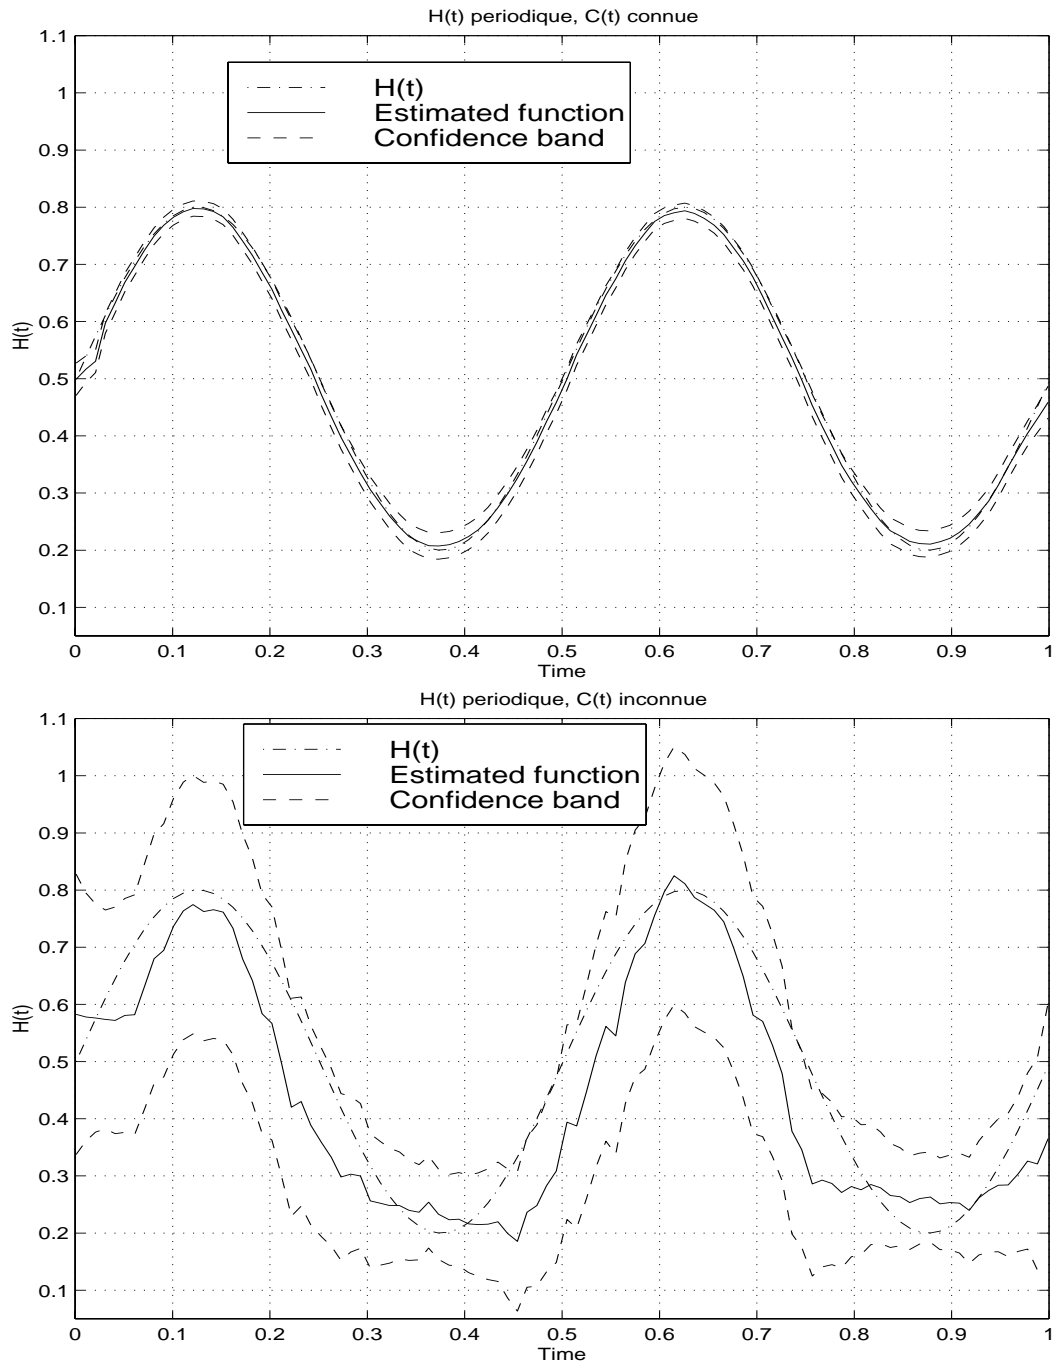 H(t) periodique, C(t) connue
1.1
1
0.9
0.8
0.7
0.6
0.5
0.4
0.3
0.2
0.1
H(t)
H(t)
Estimated function
Confidence band
0 0.1 0.2 0.3 0.4 0.5 0.6 0.7 0.8 0.9 1
Time
H(t) periodique, C(t) inconnue
1.1
1
0.9
0.8
0.7
0.6
0.5
0.4
0.3
0.2
0.1
H(t)
H(t)
Estimated function
Confidence band
0 0.1 0.2 0.3 0.4 0.5 0.6 0.7 0.8 0.9 1
Time